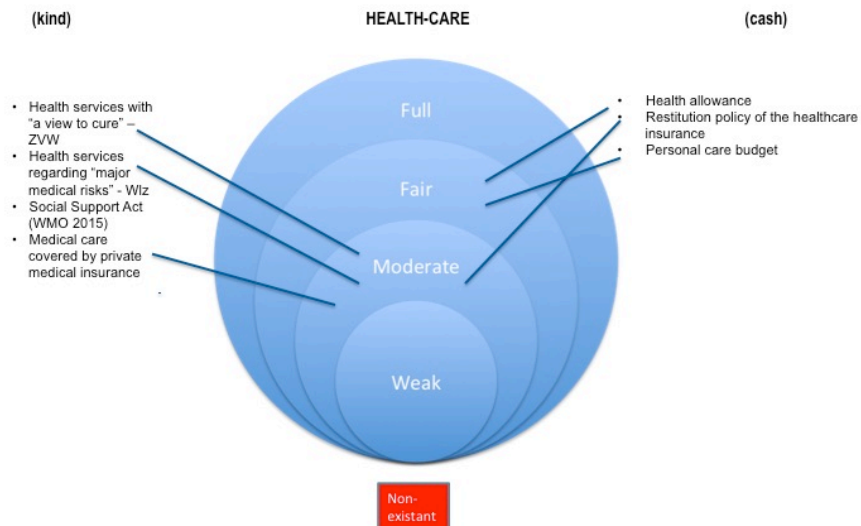 (kind)
HEALTH-CARE
(cash)
• Health services with
“a view to cure” –
ZVW
• Health services
regarding “major
medical risks” - Wlz
• Social Support Act
(WMO 2015)
• Medical care
covered by private
medical insurance
.
Full
Fair
Moderate
Weak
Non-
existant
• Health allowance
• Restitution policy of the healthcare
insurance
• Personal care budget